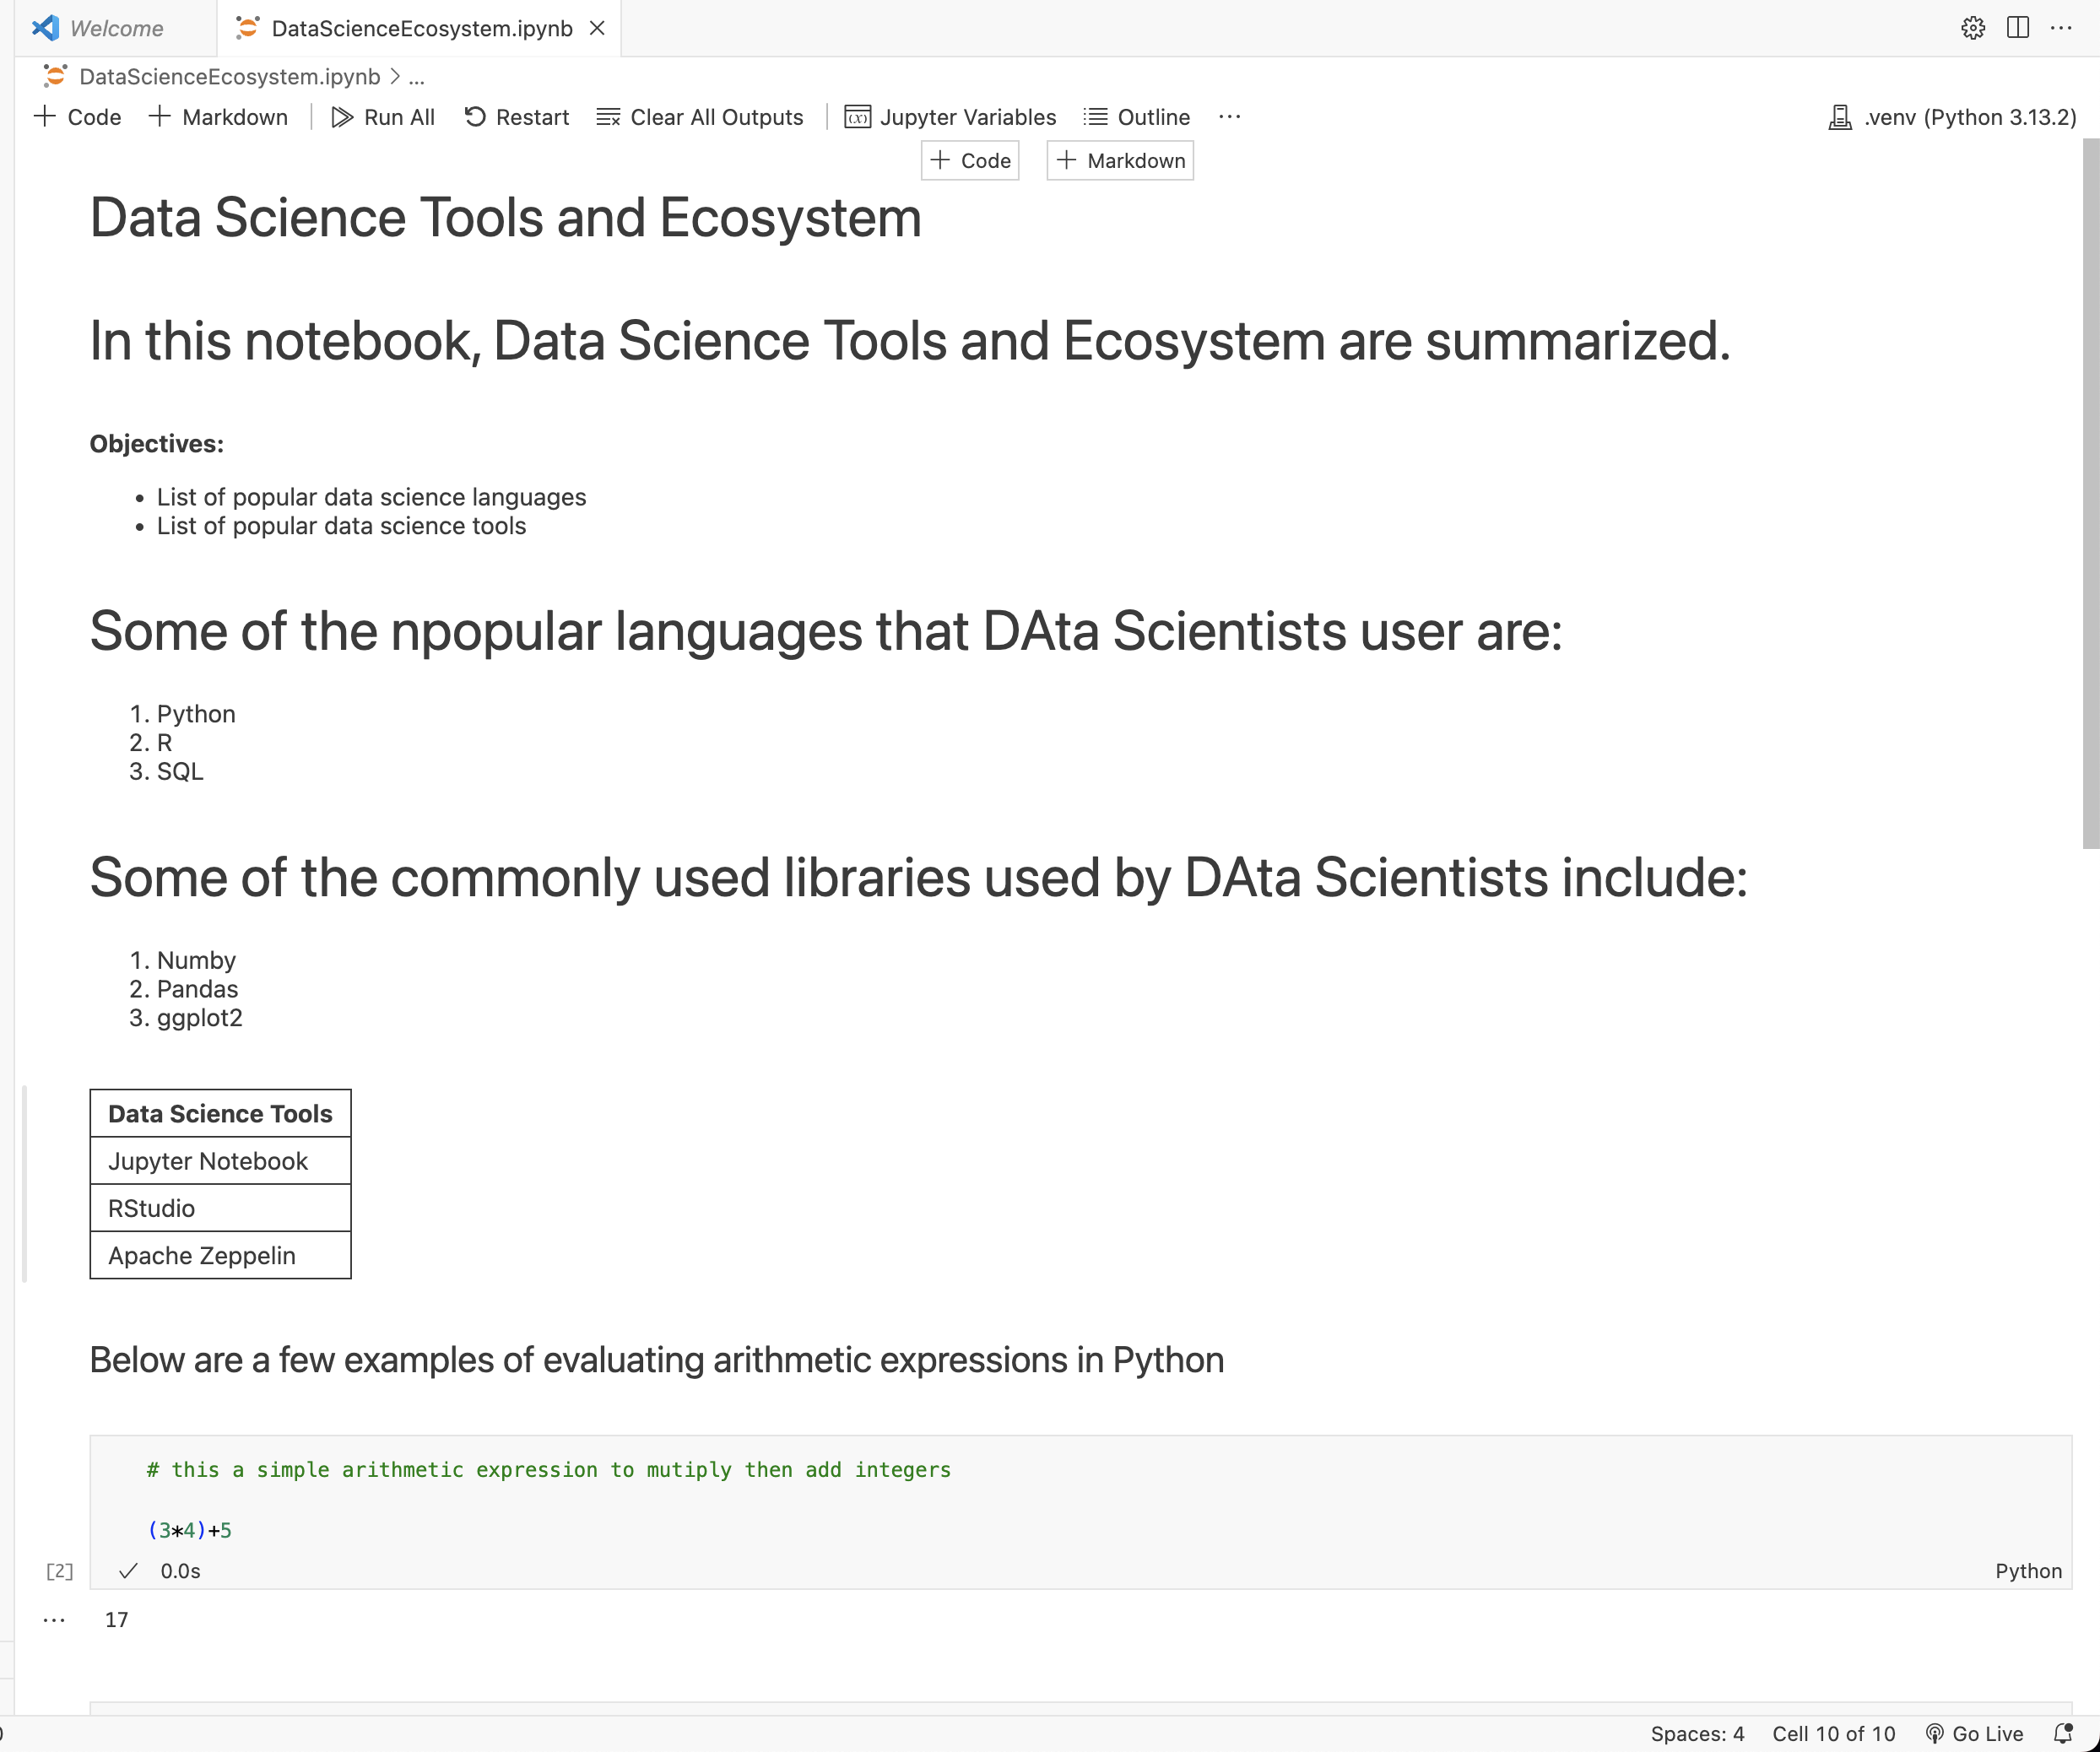 Welcome
DataScienceEcosystem.ipynb
DataScienceEcosystem.ipynb > ...
Code Markdown Run All Restart Clear All Outputs Jupyter Variables Outline ... .venv (Python 3.13.2)
+ Code + Markdown
Data Science Tools and Ecosystem
In this notebook, Data Science Tools and Ecosystem are summarized.
Objectives:
• List of popular data science languages
• List of popular data science tools
Some of the npopular languages that DAta Scientists user are:
1. Python
2. R
3. SQL
Some of the commonly used libraries used by DAta Scientists include:
1. Numby
2. Pandas
3. ggplot2
Data Science Tools
Jupyter Notebook
RStudio
Apache Zeppelin
Below are a few examples of evaluating arithmetic expressions in Python
# this a simple arithmetic expression to mutiply then add integers
(3*4)+5
[2] ✓ 0.0s Python
... 17
Spaces: 4 Cell 10 of 10 Go Live